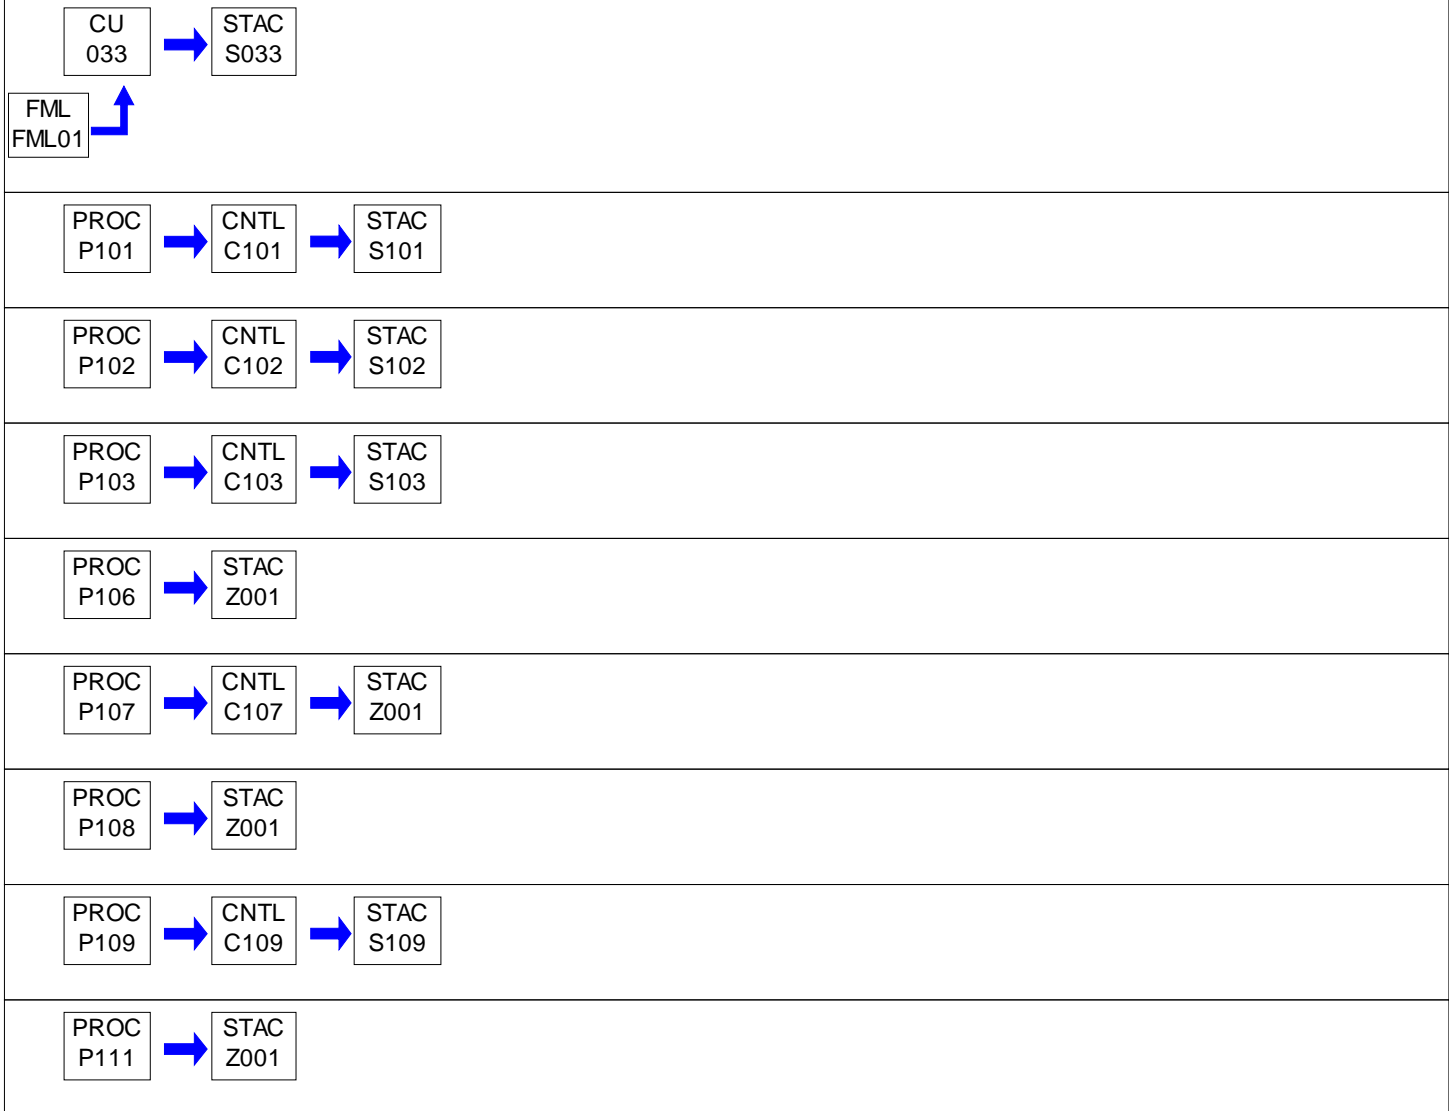 CU
033
STAC
S033
FML
FML01
PROC
P101
CNTL
C101
STAC
S101
PROC
P102
CNTL
C102
STAC
S102
PROC
P103
CNTL
C103
STAC
S103
PROC
P106
STAC
Z001
PROC
P107
CNTL
C107
STAC
Z001
PROC
P108
STAC
Z001
PROC
P109
CNTL
C109
STAC
S109
PROC
P111
STAC
Z001